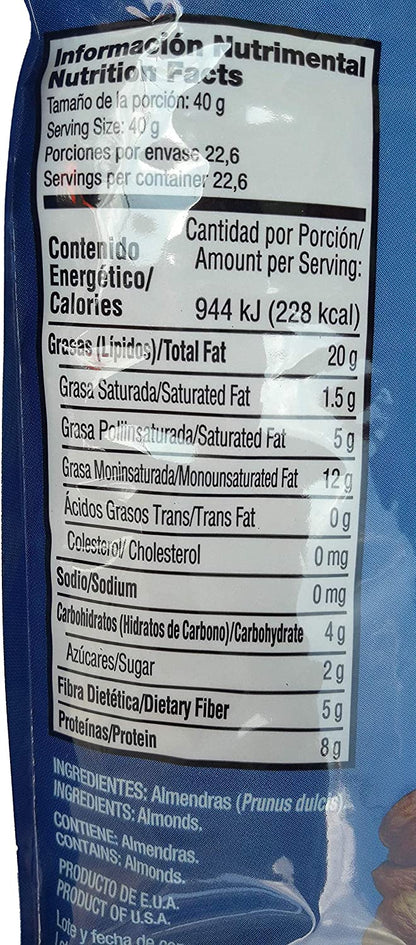 Información Nutrimental
Nutrition Facts
Tamaño de la porción: 40 g
Serving Size: 40 g
Porciones por envase 22,6
Servings per container 22,6
Cantidad por Porción/
Amount per Serving:
Contenido
Energético/
Calories
944 kJ (228 kcal)
Grasas (Lípidos)/Total Fat 20 g
Grasa Saturada/Saturated Fat 1.5 g
Grasa Poliinsaturada/Saturated Fat 5 g
Grasa Moninsaturada/Monounsaturated Fat 12 g
Ácidos Grasos Trans/Trans Fat 0 g
Colesterol/ Cholesterol 0 mg
Sodio/Sodium 0 mg
Carbohidratos (Hidratos de Carbono)/Carbohydrate 4 g
Azúcares/Sugar 2 g
Fibra Dietética/Dietary Fiber 5 g
Proteínas/Protein 8 g
INGREDIENTES: Almendras (Prunus dulcis).
INGREDIENTS: Almonds.
CONTIENE: Almendras.
CONTAINS: Almonds.
PRODUCTO DE E.U.A.
PRODUCT OF U.S.A.
Lote y fecha de